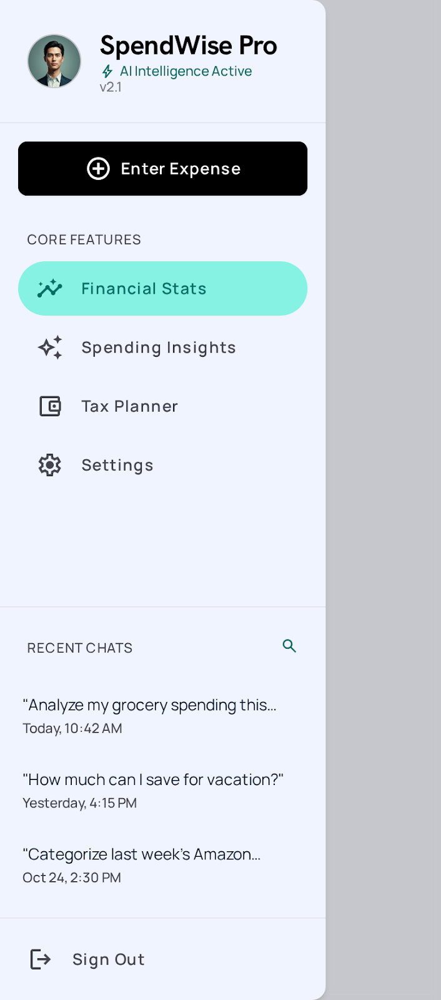 SpendWise Pro
AI Intelligence Active
v2.1
Enter Expense
CORE FEATURES
Financial Stats
Spending Insights
Tax Planner
Settings
RECENT CHATS
"Analyze my grocery spending this...
Today, 10:42 AM
"How much can I save for vacation?"
Yesterday, 4:15 PM
"Categorize last week's Amazon...
Oct 24, 2:30 PM
Sign Out